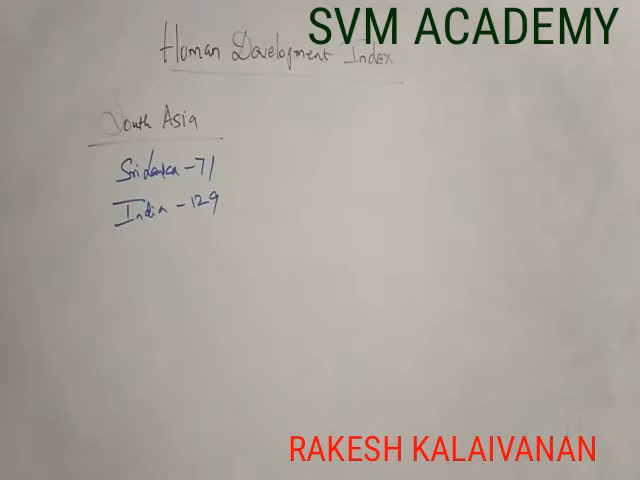 SVM ACADEMY
Human Development Index
South Asia
Sri Lanka - 71
India - 129
RAKESH KALAIVANAN